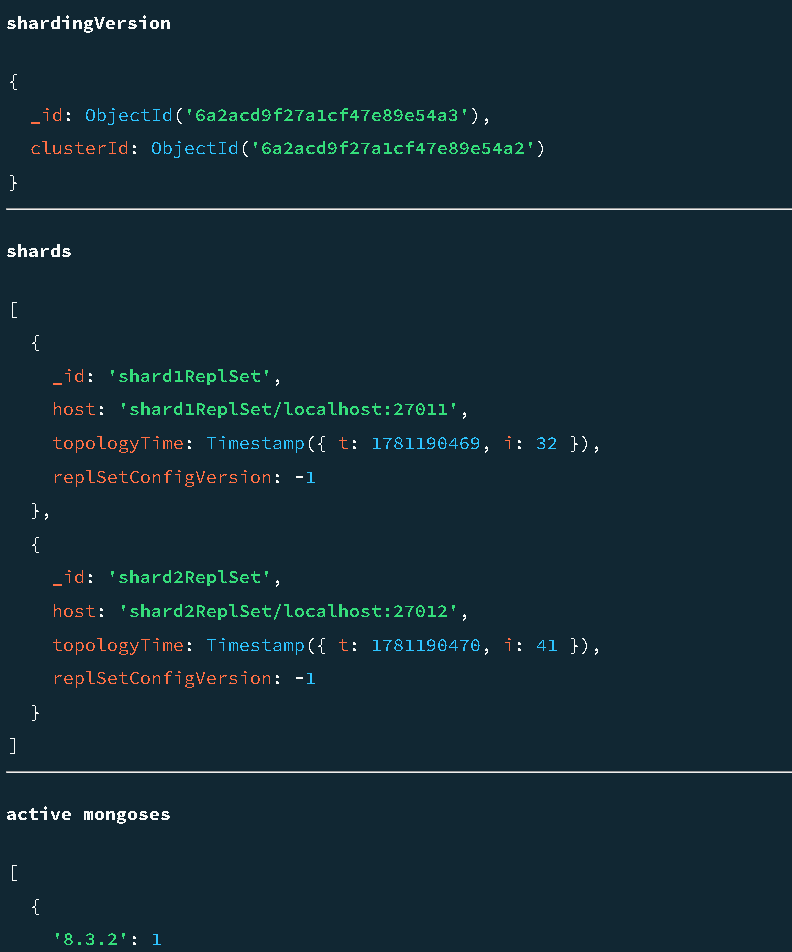 shardingVersion
{
  _id: ObjectId('6a2acd9f27a1cf47e89e54a3'),
  clusterId: ObjectId('6a2acd9f27a1cf47e89e54a2')
}
shards
[
  {
    _id: 'shard1ReplSet',
    host: 'shard1ReplSet/localhost:27011',
    topologyTime: Timestamp({ t: 1781190469, i: 32 }),
    replSetConfigVersion: -1
  },
  {
    _id: 'shard2ReplSet',
    host: 'shard2ReplSet/localhost:27012',
    topologyTime: Timestamp({ t: 1781190470, i: 41 }),
    replSetConfigVersion: -1
  }
]
active mongoses
[
  {
    '8.3.2': 1